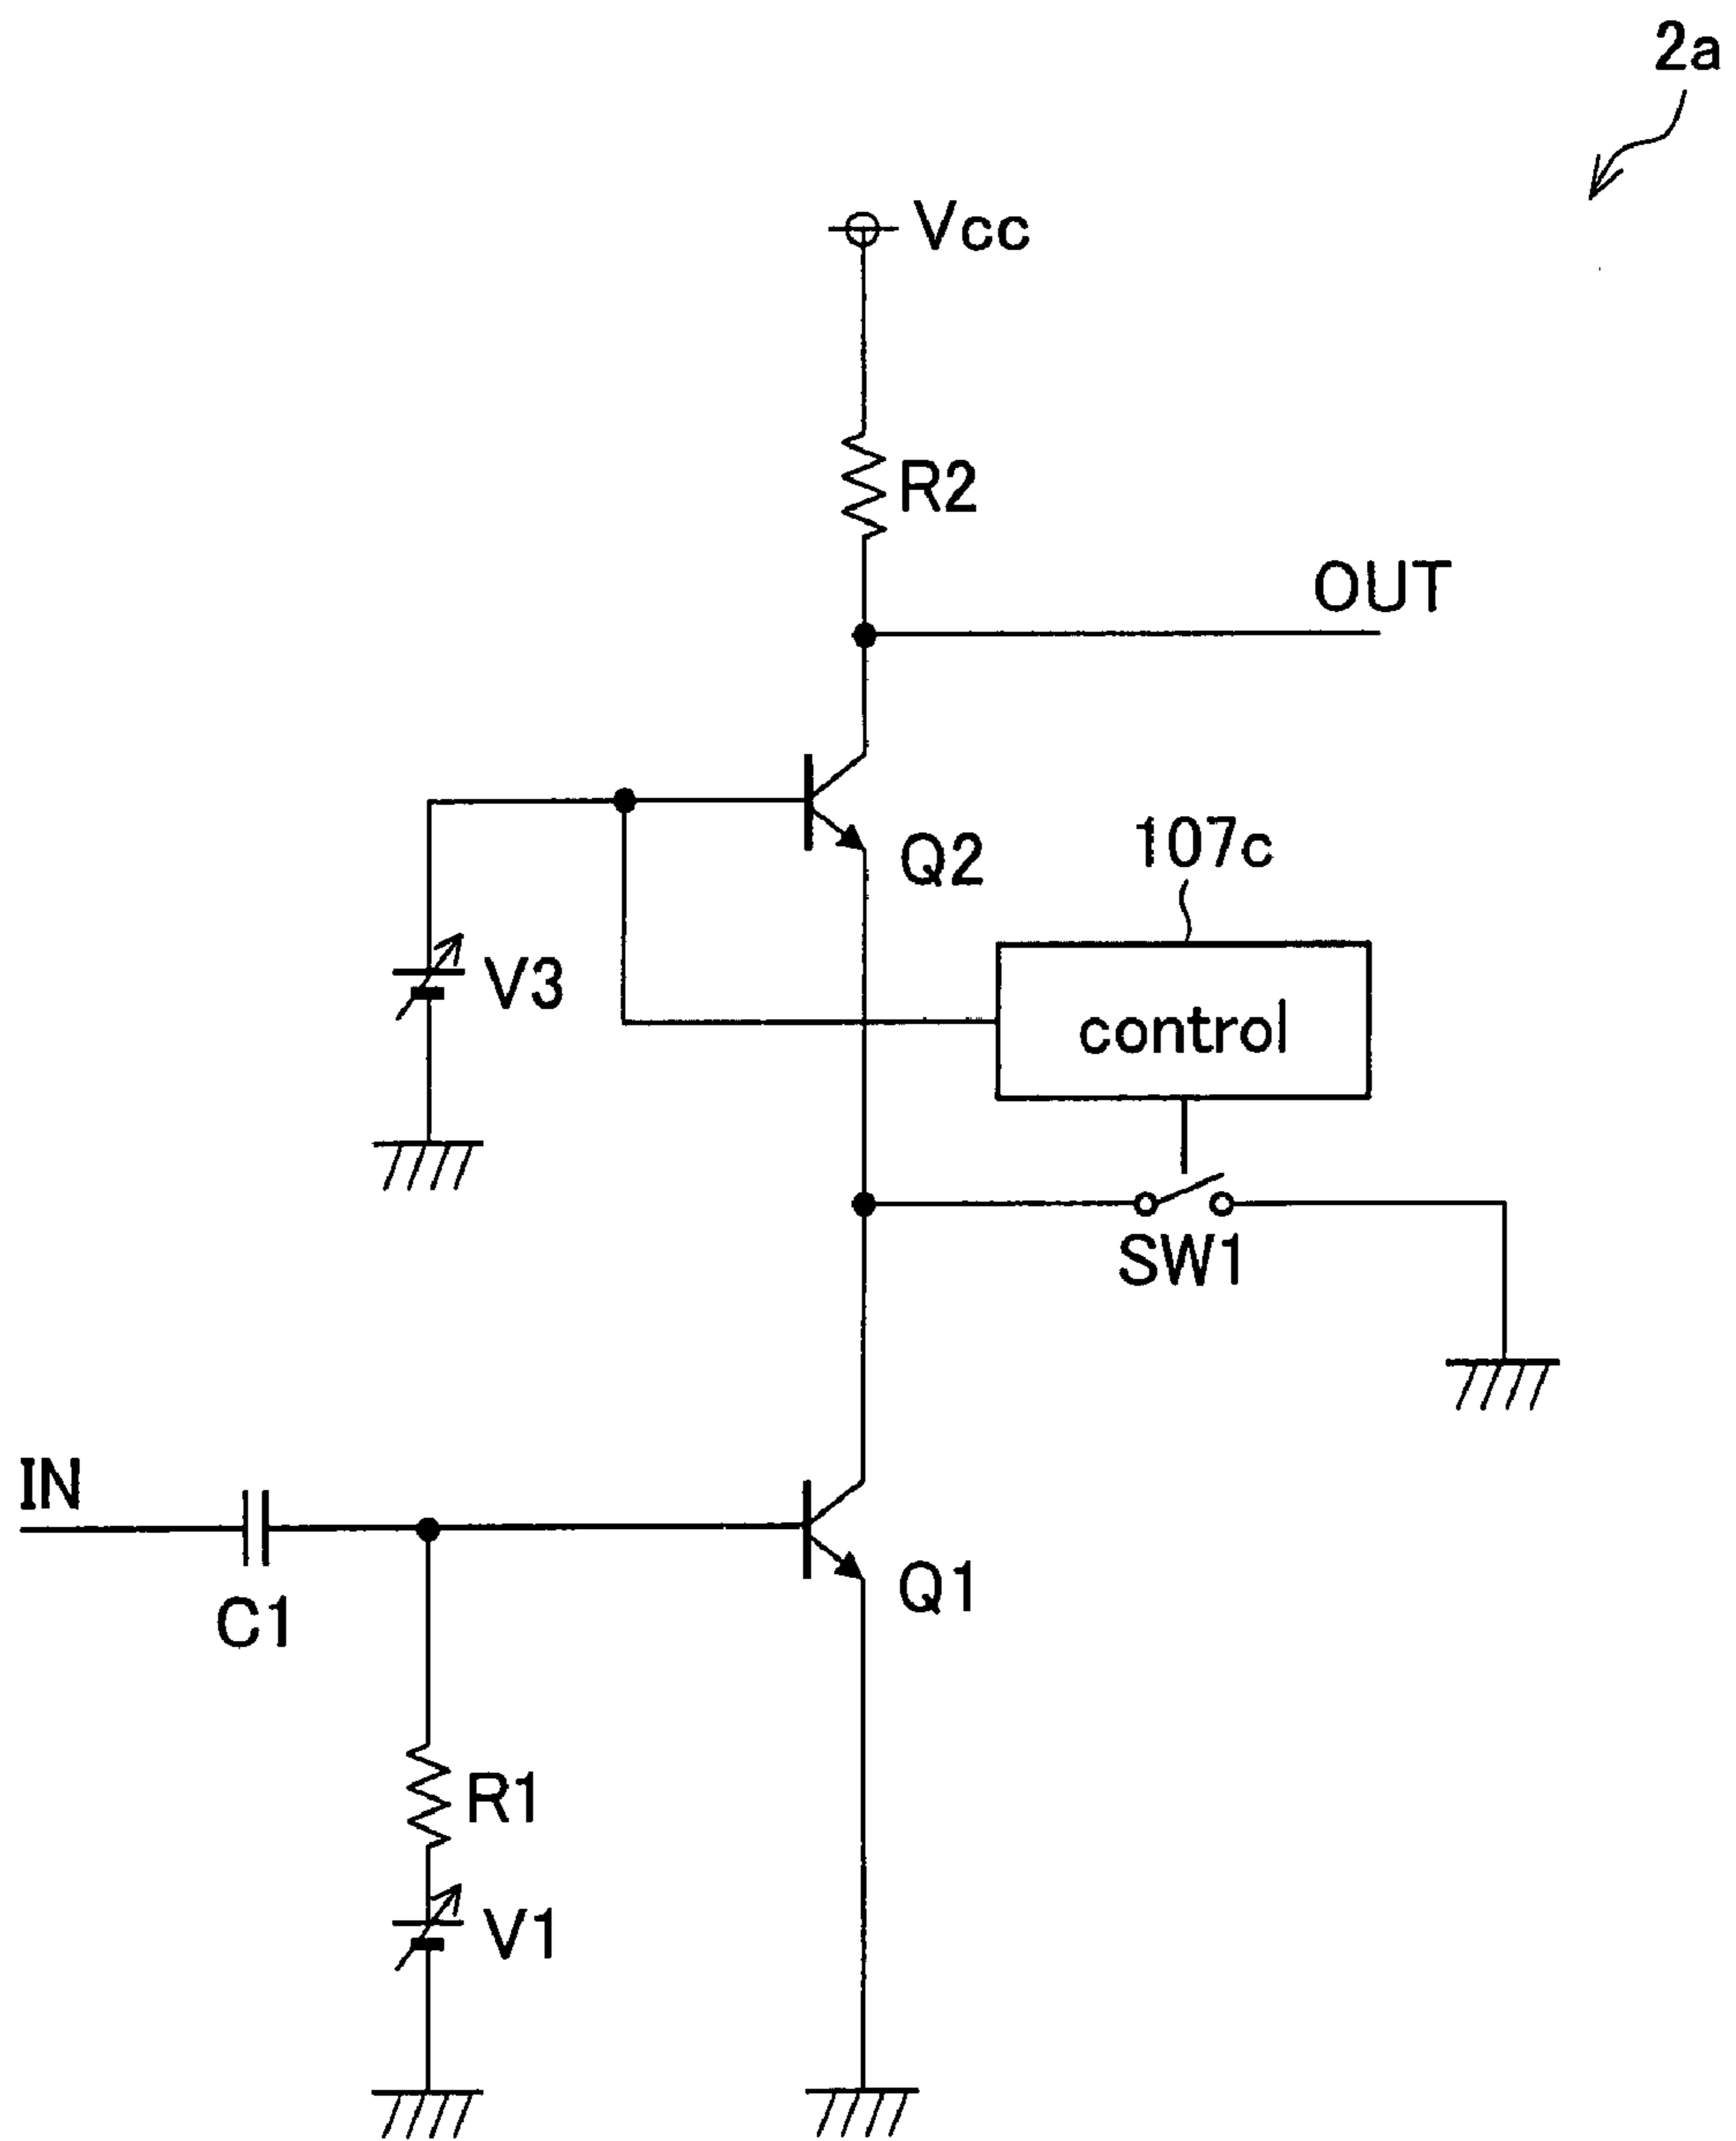 2a
Vcc
R2
OUT
Q2
107c
V3
control
SW1
IN
Q1
C1
R1
V1